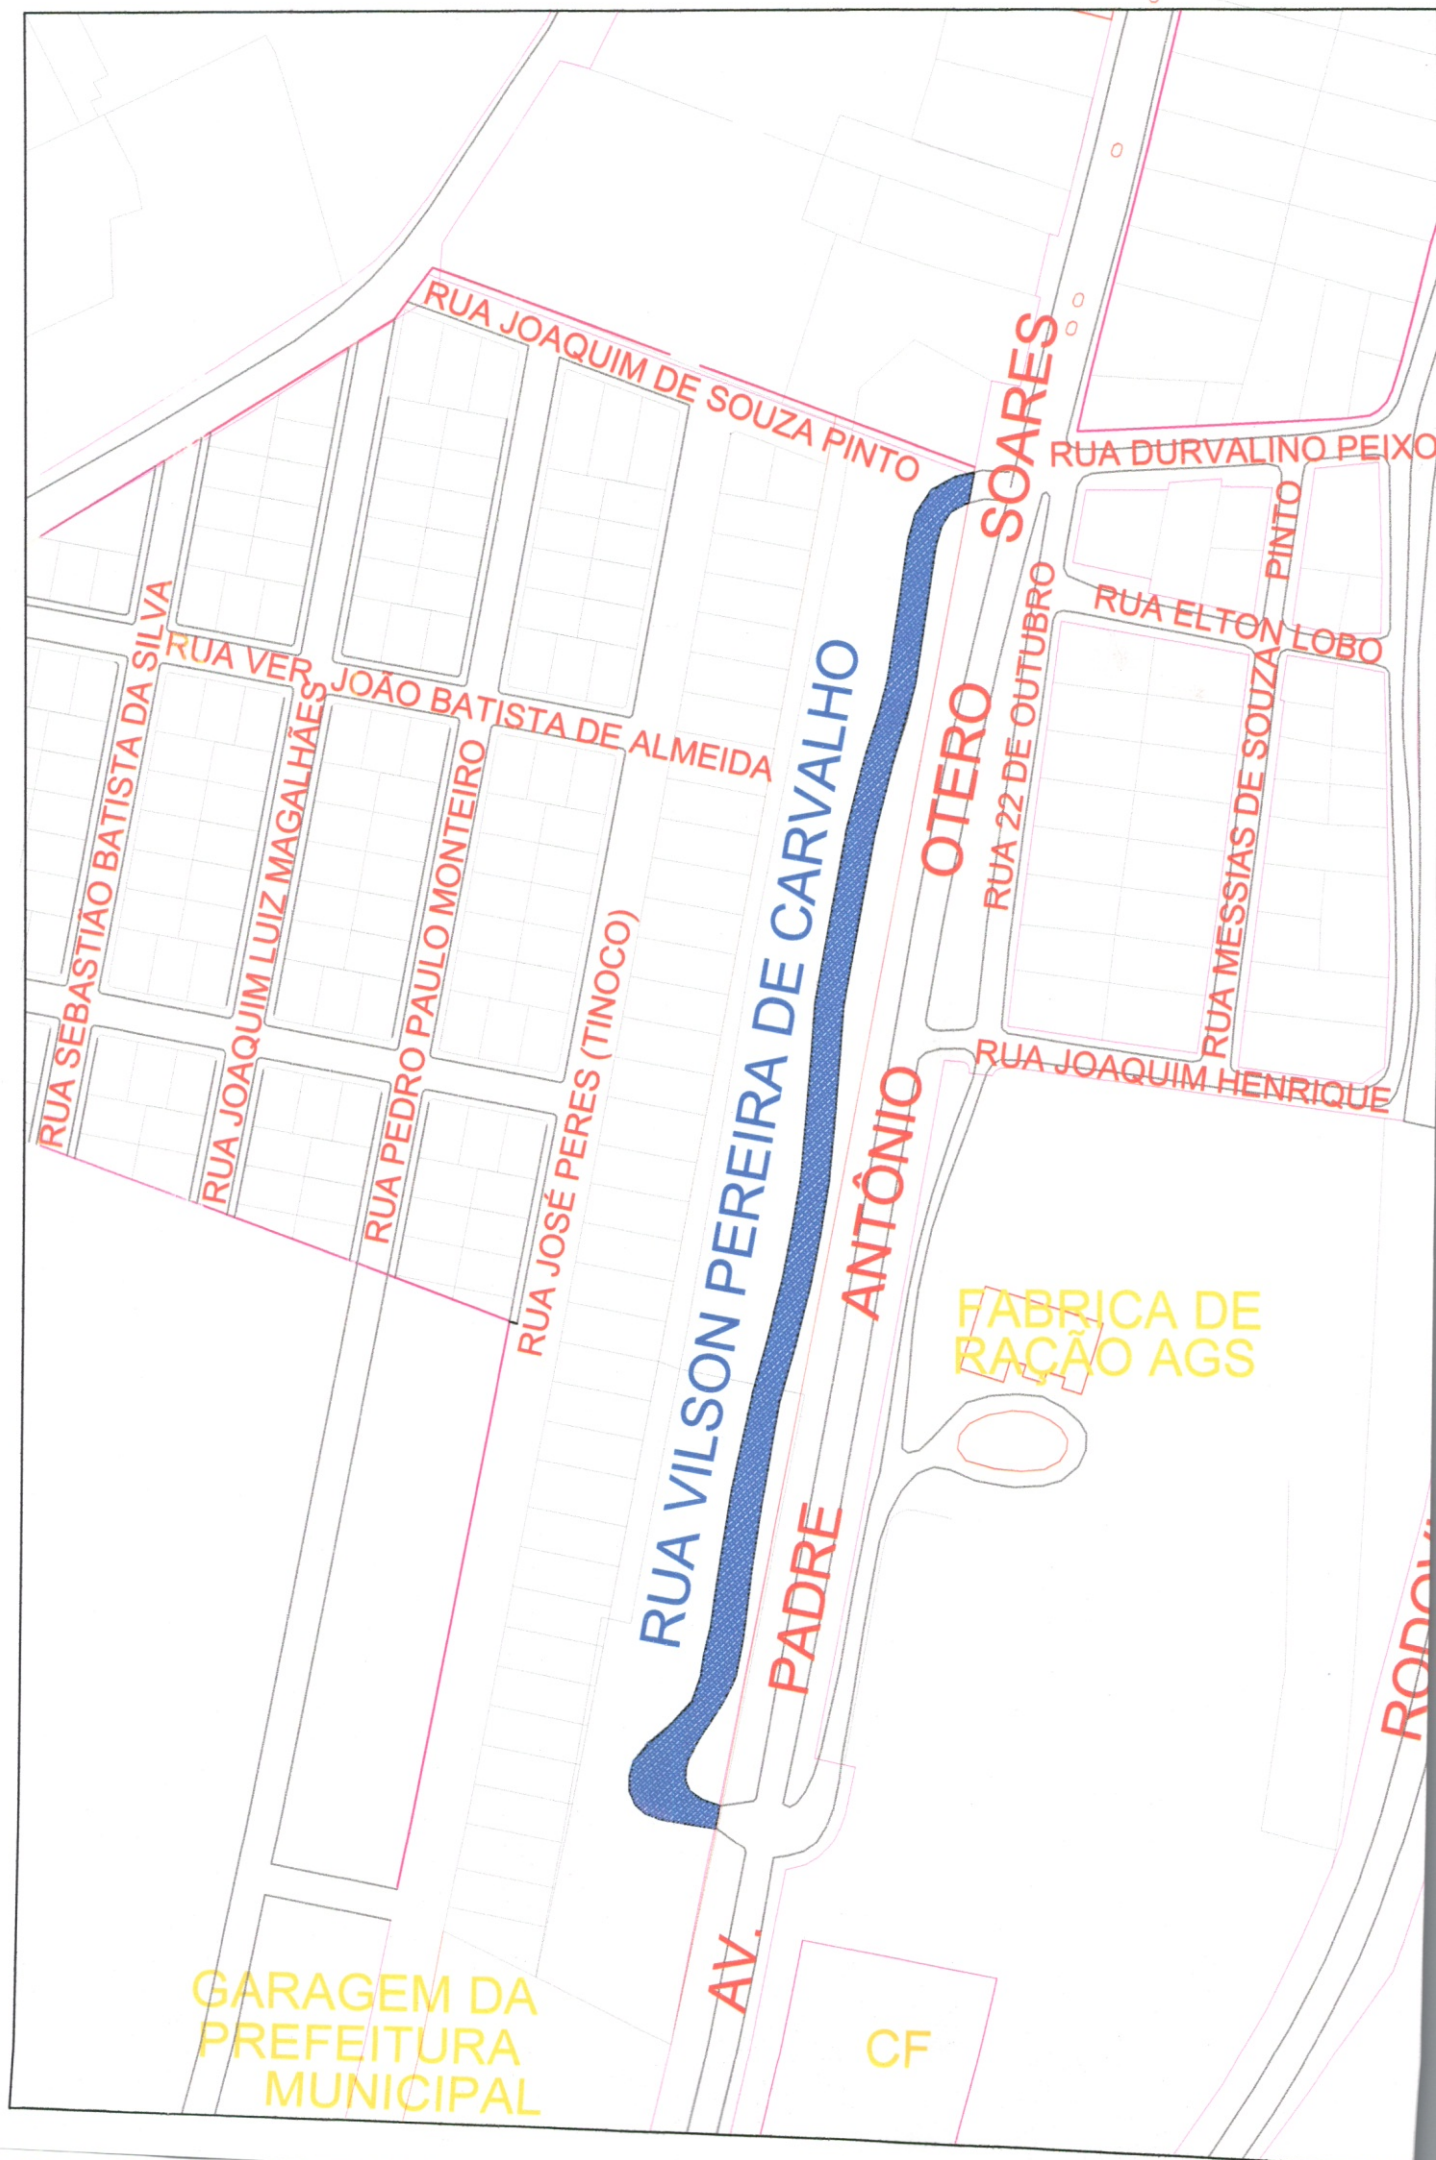 RUA JOAQUIM DE SOUZA PINTO
RUA DURVALINO PEIXO
RUA ELTON LOBO
RUA MESSIAS DE SOUZA PINTO
RUA 22 DE OUTUBRO
RUA JOAQUIM HENRIQUE
AV. PADRE ANTÔNIO OTERO SOARES
RUA VILSON PEREIRA DE CARVALHO
RUA VER. JOÃO BATISTA DE ALMEIDA
RUA SEBASTIÃO BATISTA DA SILVA
RUA JOAQUIM LUIZ MAGALHÃES
RUA PEDRO PAULO MONTEIRO
RUA JOSÉ PERES (TINOCO)
FABRICA DE
RAÇÃO AGS
GARAGEM DA
PREFEITURA
MUNICIPAL
CF